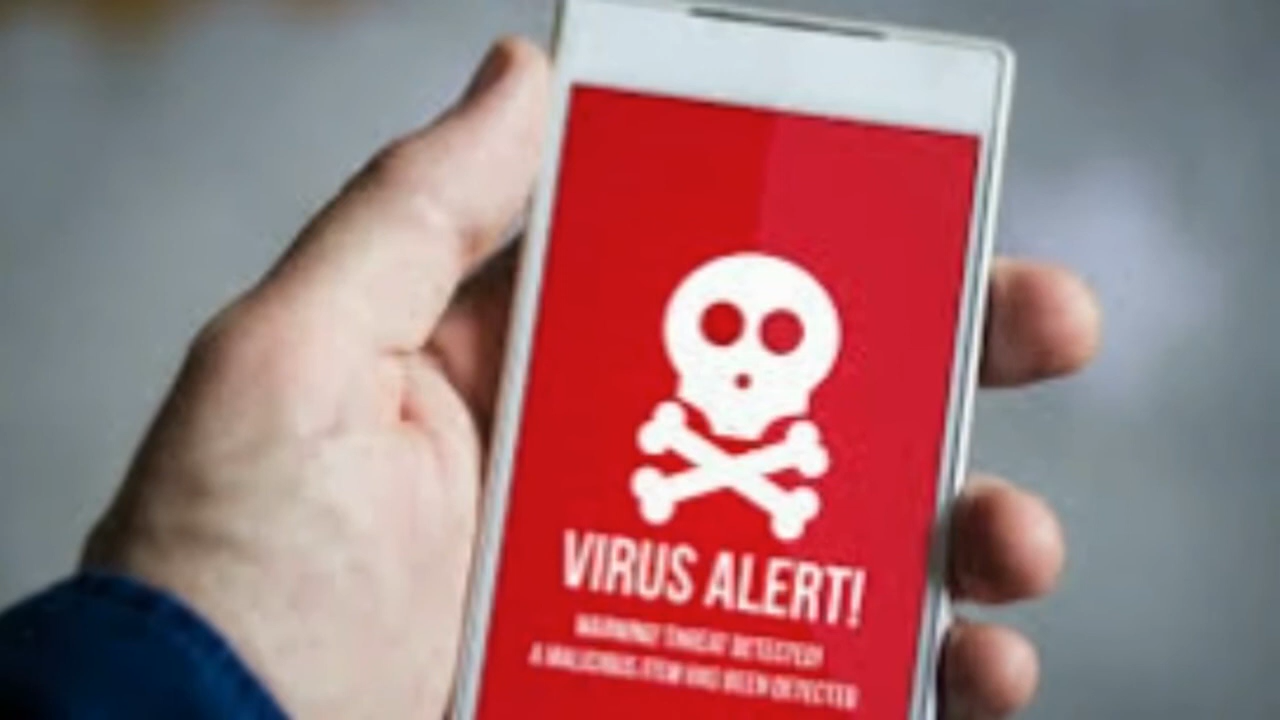 VIRUS ALERT!
WARNING! THREAT DETECTED!
A MALICIOUS ITEM HAS BEEN DETECTED